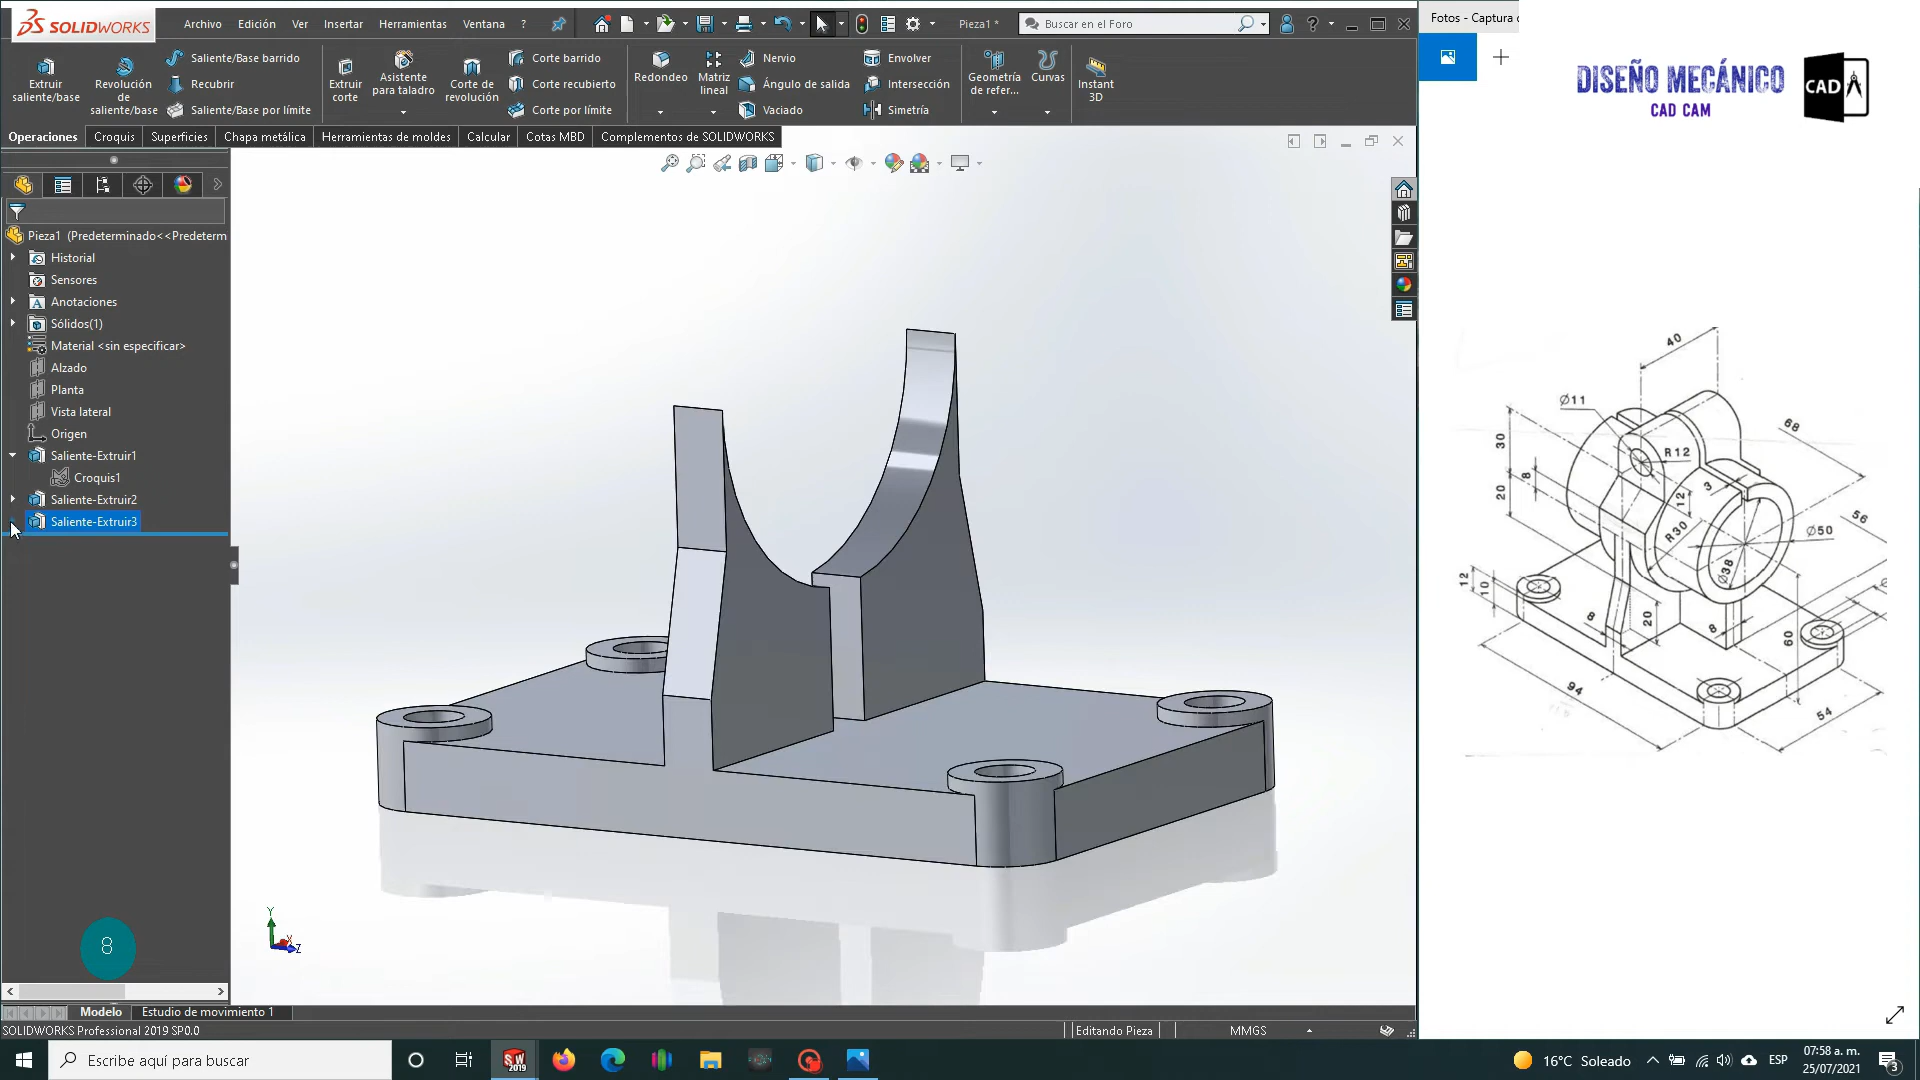 SOLIDWORKS
Archivo Edición Ver Insertar Herramientas Ventana ?
Pieza1 *
Buscar en el Foro
?
Fotos - Captura
Extruir saliente/base
Revolución de saliente/base
Saliente/Base barrido
Recubrir
Saliente/Base por límite
Extruir corte
Asistente para taladro
Corte de revolución
Corte barrido
Corte recubierto
Corte por límite
Redondeo
Matriz lineal
Nervio
Ángulo de salida
Vaciado
Envolver
Intersección
Simetría
Geometría de refer...
Curvas
Instant 3D
DISEÑO MECÁNICO
CAD CAM
CAD
Operaciones Croquis Superficies Chapa metálica Herramientas de moldes Calcular Cotas MBD Complementos de SOLIDWORKS
Pieza1 (Predeterminado<<Predeterm
Historial
Sensores
Anotaciones
Sólidos(1)
Material <sin especificar>
Alzado
Planta
Vista lateral
Origen
Saliente-Extruir1
Croquis1
Saliente-Extruir2
Saliente-Extruir3
8
Y
X
Z
40
Ø11
68
30
R12
8
20
3
12
56
R30
Ø50
Ø38
12
10
8
20
8
60
94
54
Modelo Estudio de movimiento 1
SOLIDWORKS Professional 2019 SP0.0
Editando Pieza
MMGS
Escribe aquí para buscar
SW 2019
16°C Soleado
ESP
07:58 a. m.
25/07/2021
3